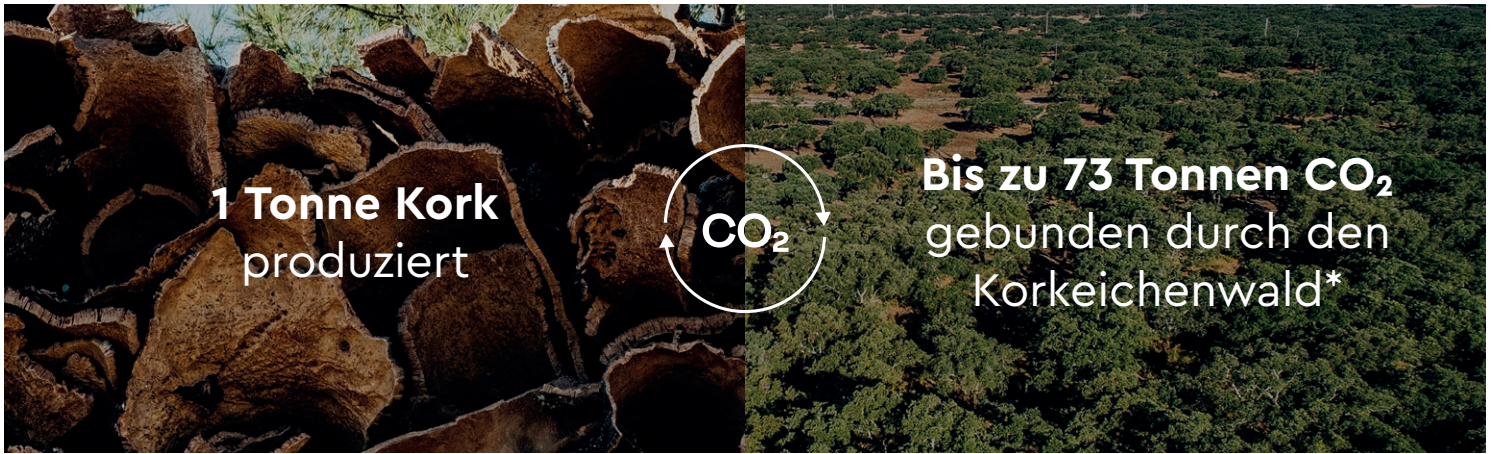 1 Tonne Kork
produziert
CO₂
Bis zu 73 Tonnen CO₂
gebunden durch den
Korkeichenwald*